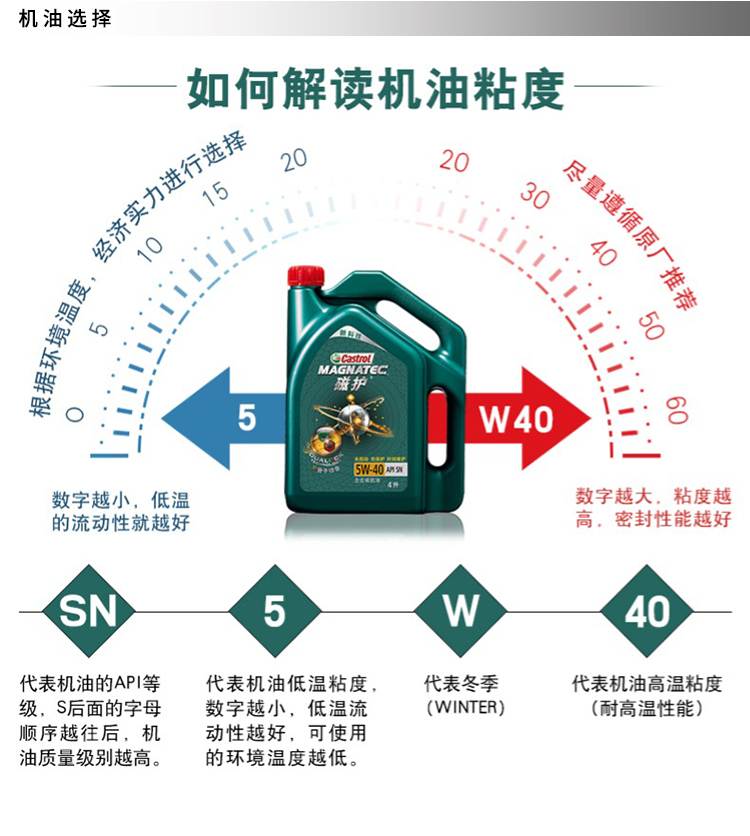 机油选择
如何解读机油粘度
根据环境温度，经济实力进行选择
0
5
10
15
20
20
30
40
50
60
尽量遵循原厂推荐
5
W40
新科技
Castrol
MAGNATEC
磁护
5W-40 API SN
4升
数字越小，低温
的流动性就越好
数字越大，粘度越
高，密封性能越好
SN
代表机油的API等
级，S后面的字母
顺序越往后，机
油质量级别越高。
5
代表机油低温粘度，
数字越小，低温流
动性越好，可使用
的环境温度越低。
W
代表冬季
（WINTER）
40
代表机油高温粘度
（耐高温性能）